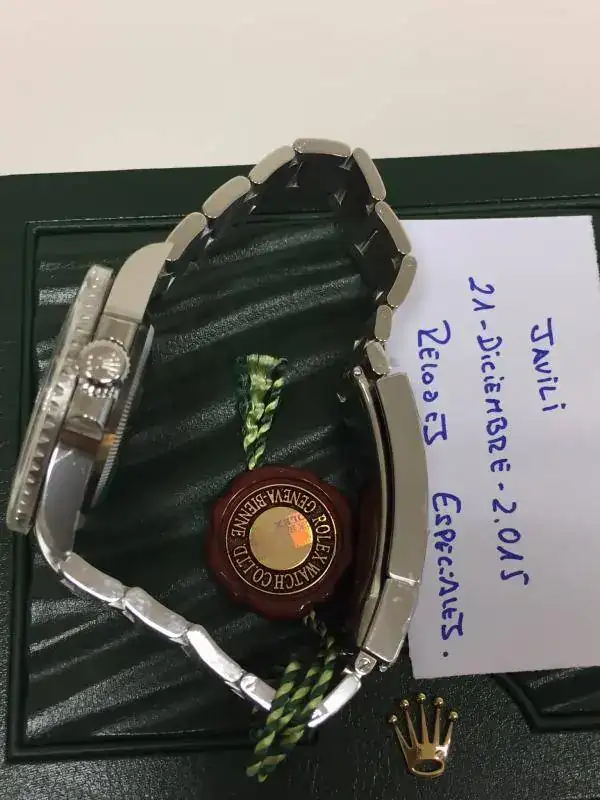 JAVILI
21-DICIEMBRE-2.015
RELOJES ESPECIALES.
ROLEX WATCH CO. LTD
GENEVA-BIENNE